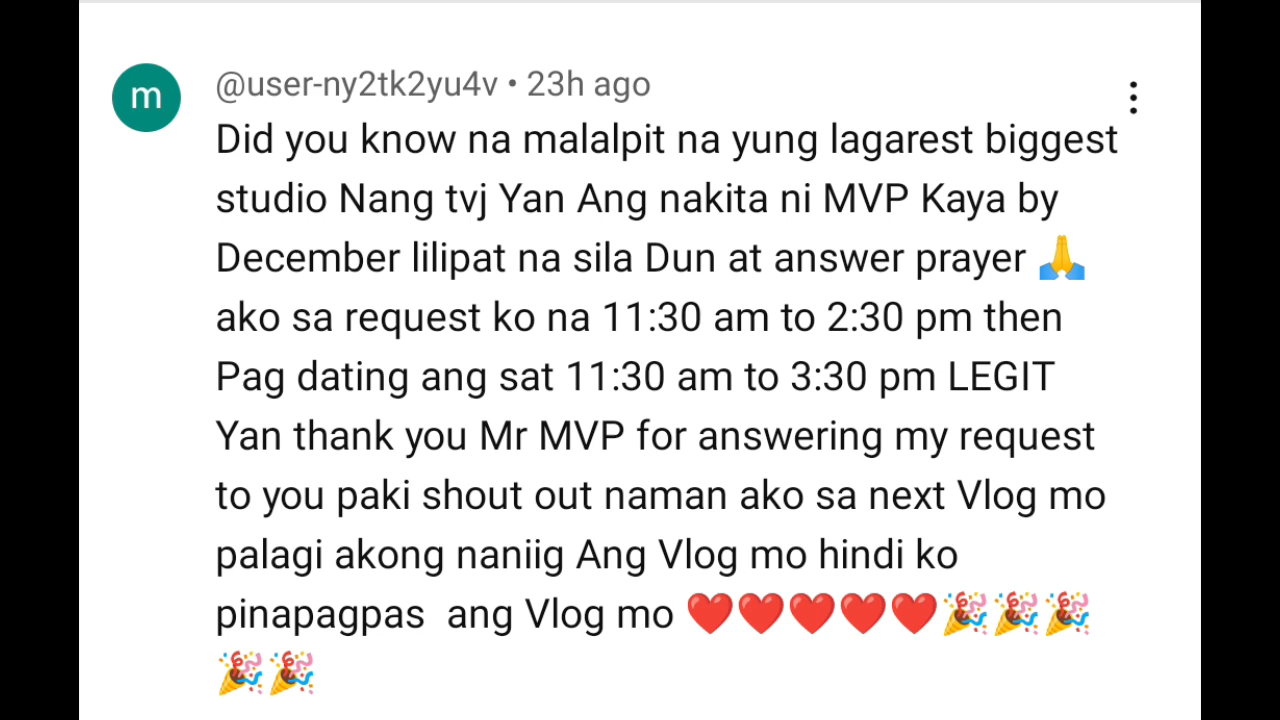 m
@user-ny2tk2yu4v • 23h ago
Did you know na malalpit na yung lagarest biggest
studio Nang tvj Yan Ang nakita ni MVP Kaya by
December lilipat na sila Dun at answer prayer 🙏
ako sa request ko na 11:30 am to 2:30 pm then
Pag dating ang sat 11:30 am to 3:30 pm LEGIT
Yan thank you Mr MVP for answering my request
to you paki shout out naman ako sa next Vlog mo
palagi akong naniig Ang Vlog mo hindi ko
pinapagpas  ang Vlog mo ❤️❤️❤️❤️❤️🎉🎉🎉
🎉🎉